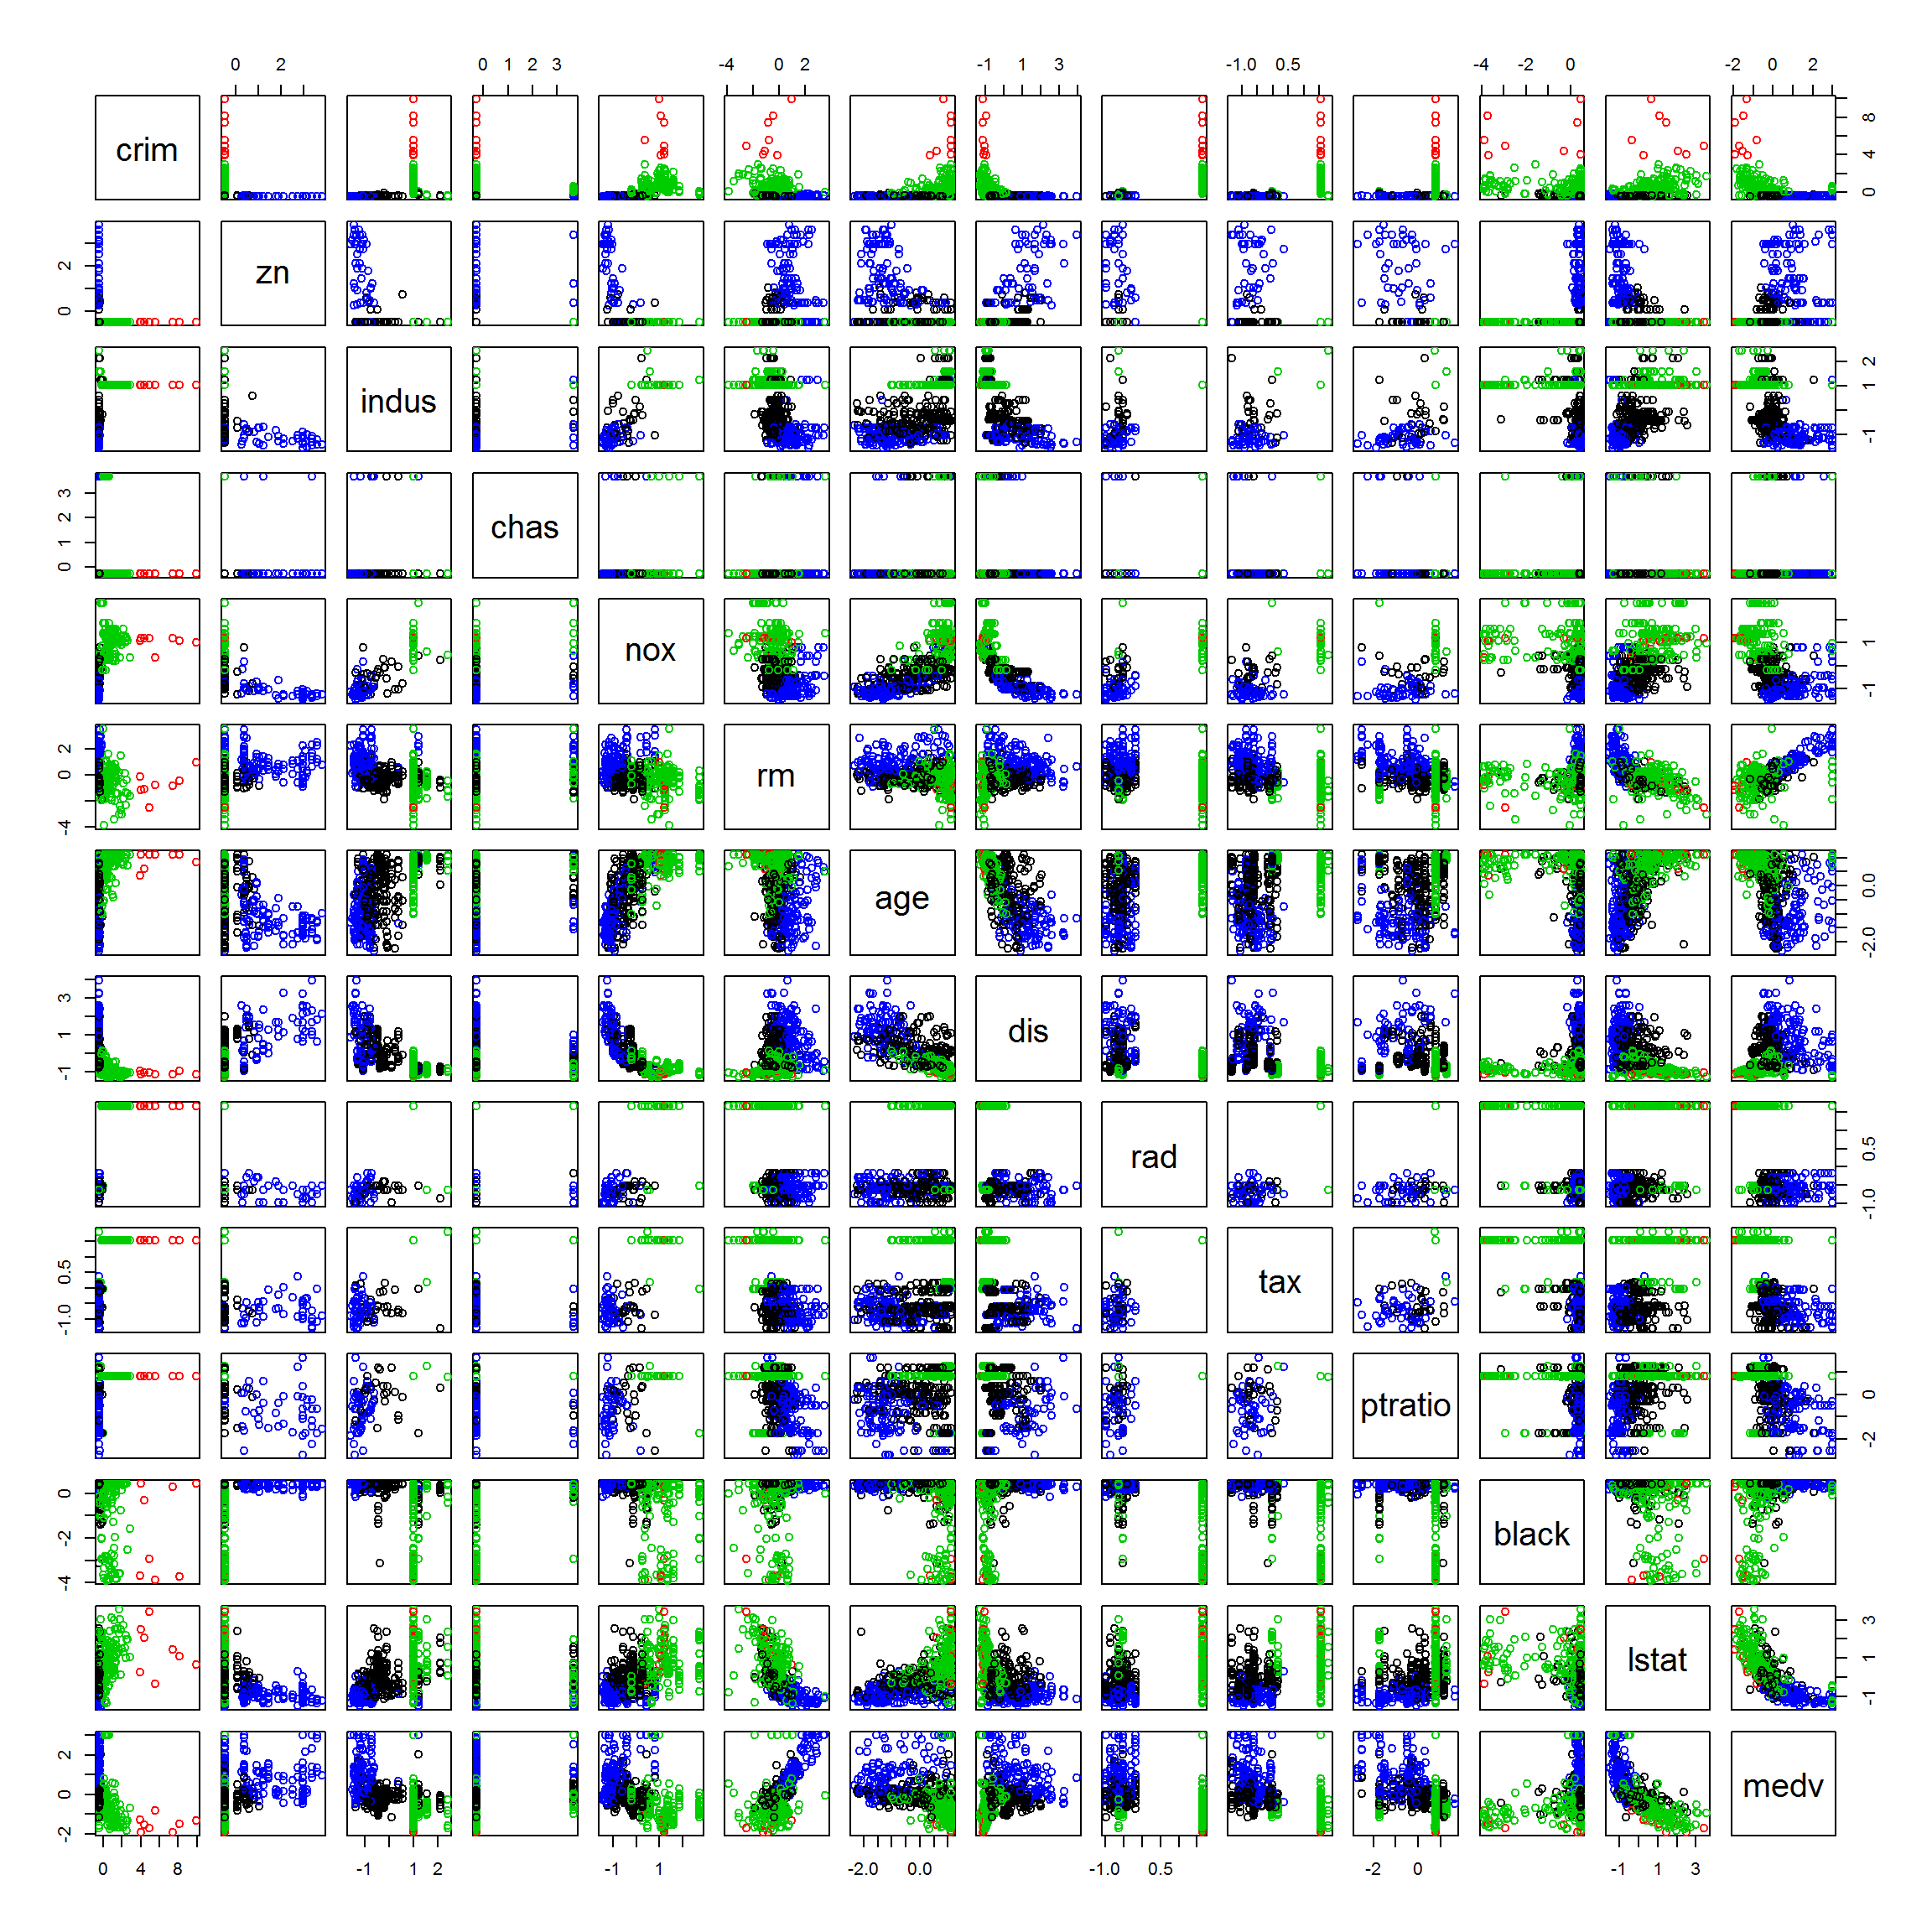 0 2 0 1 2 3 -4 0 2 -1 1 3 -1.0 0.5 -4 -2 0 -2 0 2
crim 0 4 8
0 2 zn
indus -1 1 2
0 1 2 3 chas
nox -1 1
-4 0 2 rm
age -2.0 0.0
-1 1 3 dis
rad -1.0 0.5
-1.0 0.5 tax
ptratio -2 0
-4 -2 0 black
lstat -1 1 3
-2 0 2 medv
0 4 8 -1 1 2 -1 1 -2.0 0.0 -1.0 0.5 -2 0 -1 1 3